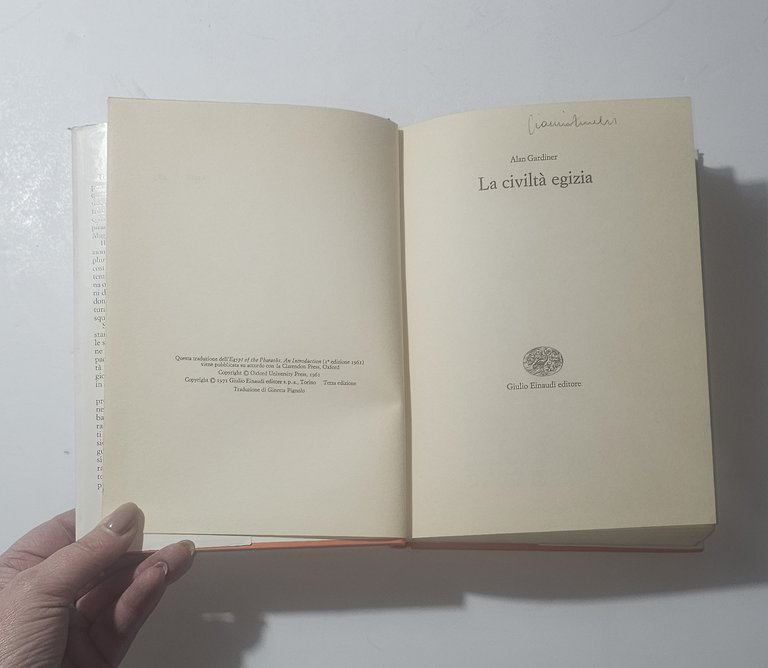 Questa traduzione dell'Egypt of the Pharaohs. An Introduction (1ª edizione 1961)
viene pubblicata su accordo con la Clarendon Press, Oxford
Copyright © Oxford University Press, 1961
Copyright © 1971 Giulio Einaudi editore s.p.a., Torino Terza edizione
Traduzione di Ginetta Pignolo
Alan Gardiner
La civiltà egizia
Giulio Einaudi editore